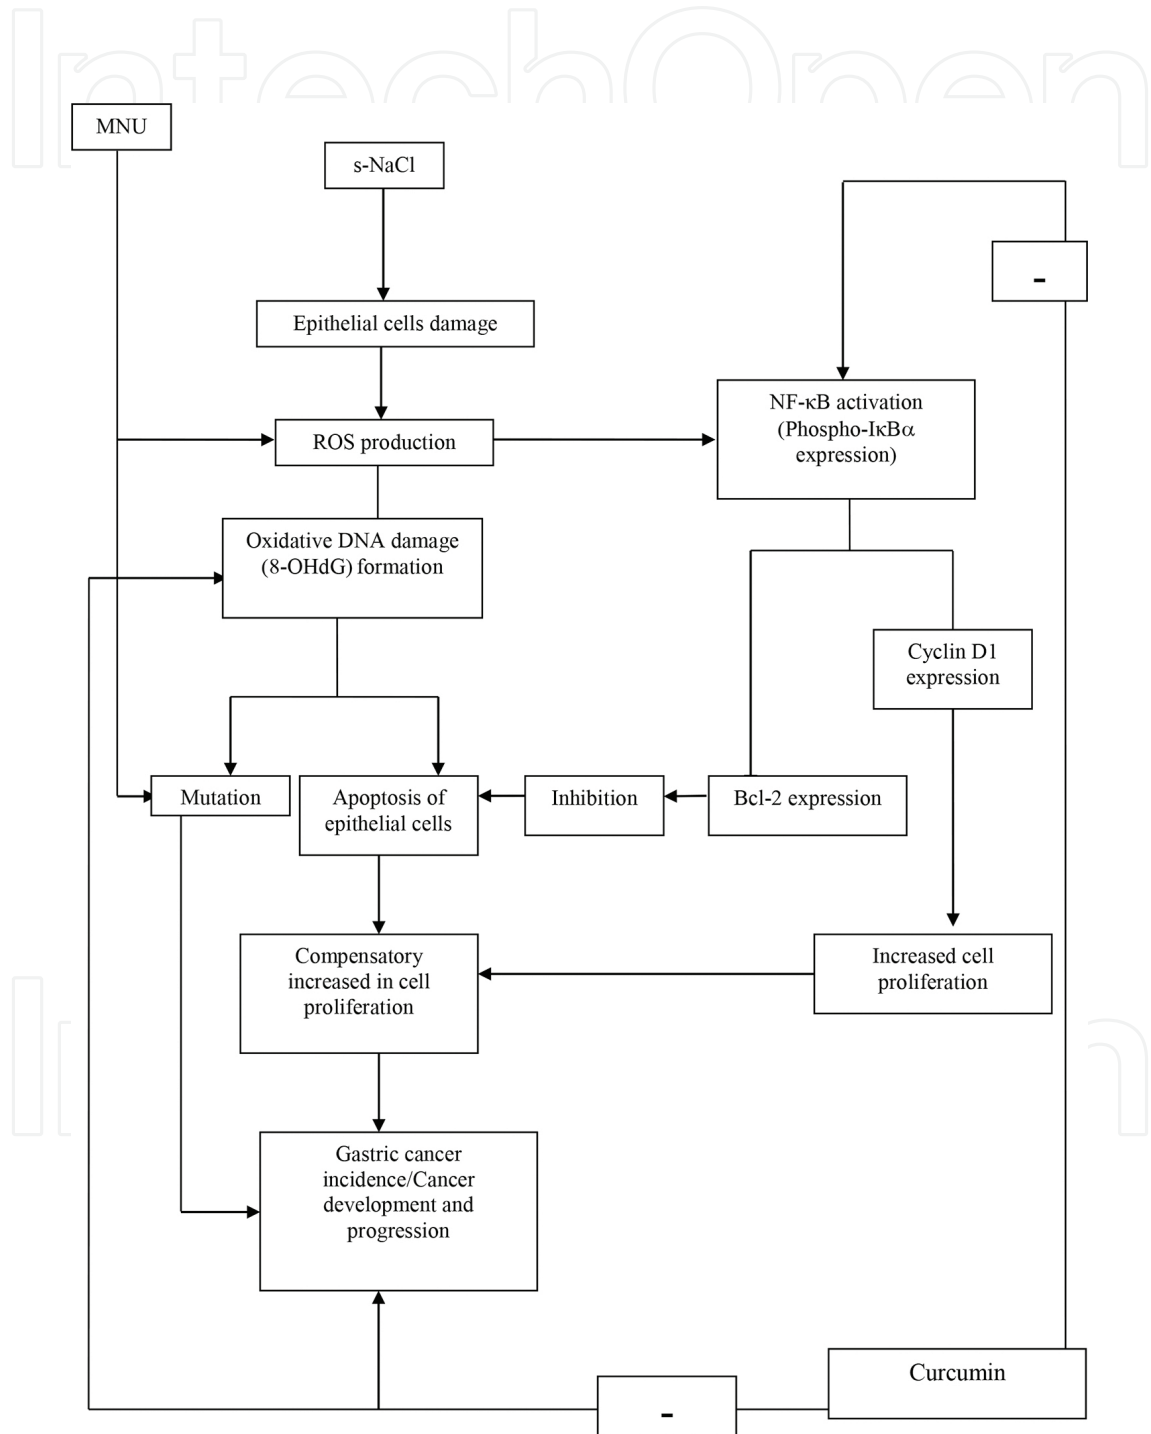 IntechOpen
MNU
s-NaCl
-
Epithelial cells damage
NF-κB activation
(Phospho-IκBα
expression)
ROS production
Oxidative DNA damage
(8-OHdG) formation
Cyclin D1
expression
Mutation
Apoptosis of
epithelial cells
Inhibition
Bcl-2 expression
Compensatory
increased in cell
proliferation
Increased cell
proliferation
Gastric cancer
incidence/Cancer
development and
progression
Curcumin
-